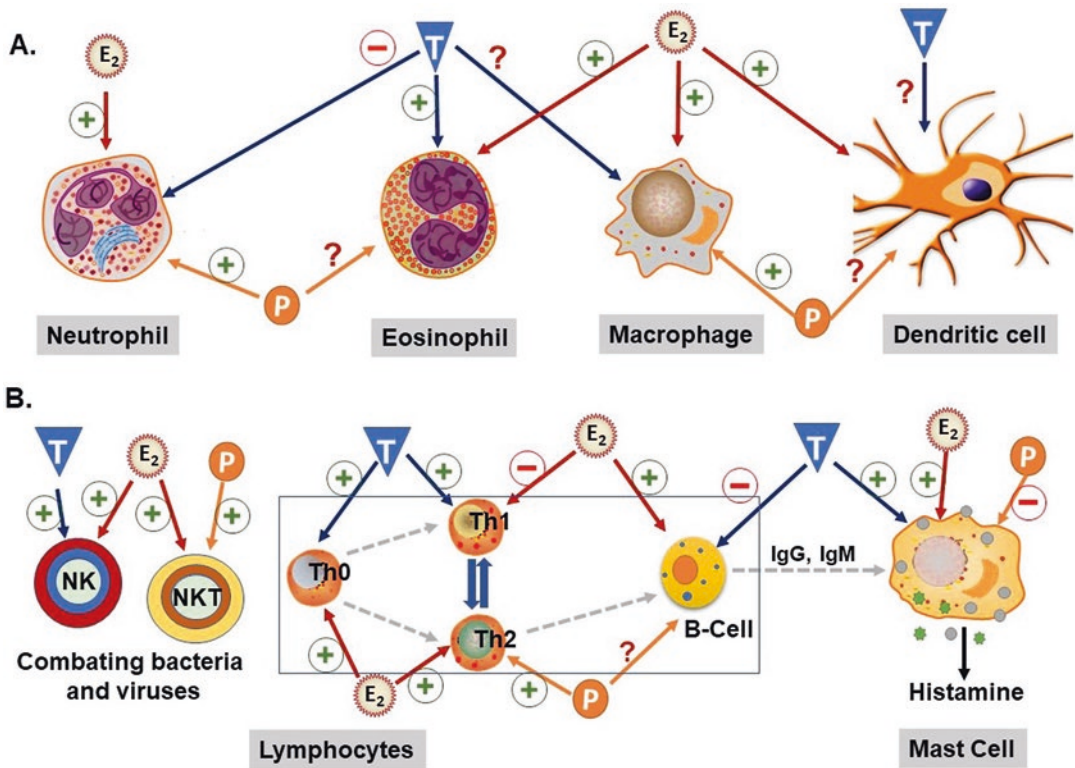 A.
E2
T
E2
T
+
−
+
?
+
+
+
?
+
?
+
?
P
P
Neutrophil
Eosinophil
Macrophage
Dendritic cell
B.
T
E2
P
T
E2
T
E2
P
+
+
+
+
+
+
−
+
−
+
+
−
NK
NKT
Th0
Th1
Th2
B-Cell
IgG, IgM
Combating bacteria
and viruses
+
E2
+
+
P
?
Histamine
Lymphocytes
Mast Cell